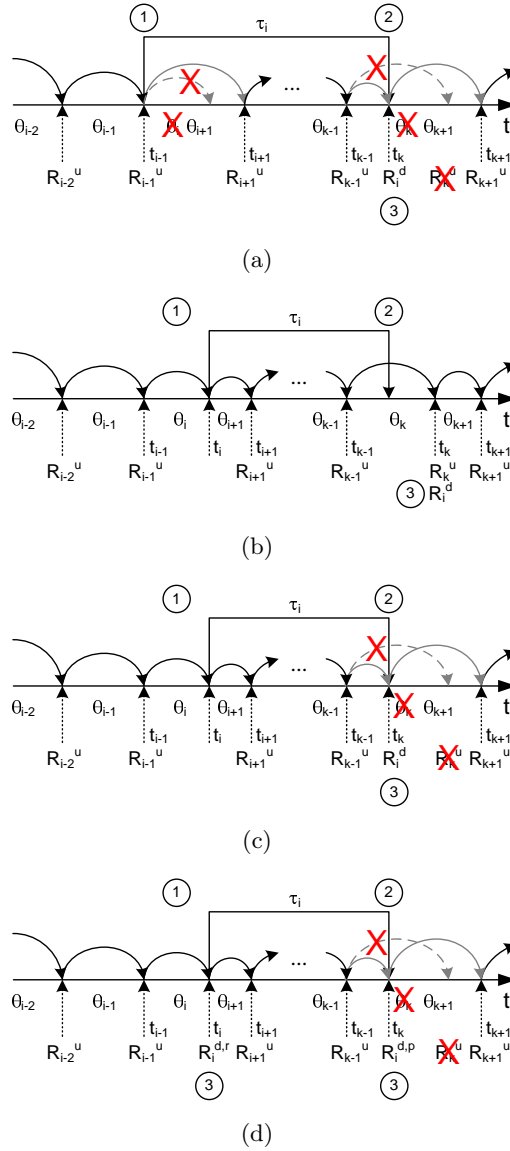 1 2
τi
...
θi-2 θi-1 θi θi+1 θk-1 θk θk+1 t
ti-1 ti+1 tk-1 tk tk+1
Ri-2u Ri-1u Ri+1u Rk-1u Rid Rku Rk+1u
3
(a)
1 2
τi
...
θi-2 θi-1 θi θi+1 θk-1 θk θk+1 t
ti-1 ti ti+1 tk-1 tk tk+1
Ri-2u Ri-1u Ri+1u Rk-1u Rku Rk+1u
3 Rid
(b)
1 2
τi
...
θi-2 θi-1 θi θi+1 θk-1 θk θk+1 t
ti-1 ti ti+1 tk-1 tk tk+1
Ri-2u Ri-1u Ri+1u Rk-1u Rid Rku Rk+1u
3
(c)
1 2
τi
...
θi-2 θi-1 θi θi+1 θk-1 θk θk+1 t
ti-1 ti ti+1 tk-1 tk tk+1
Ri-2u Ri-1u Rid,r Ri+1u Rk-1u Rid,p Rku Rk+1u
3 3
(d)